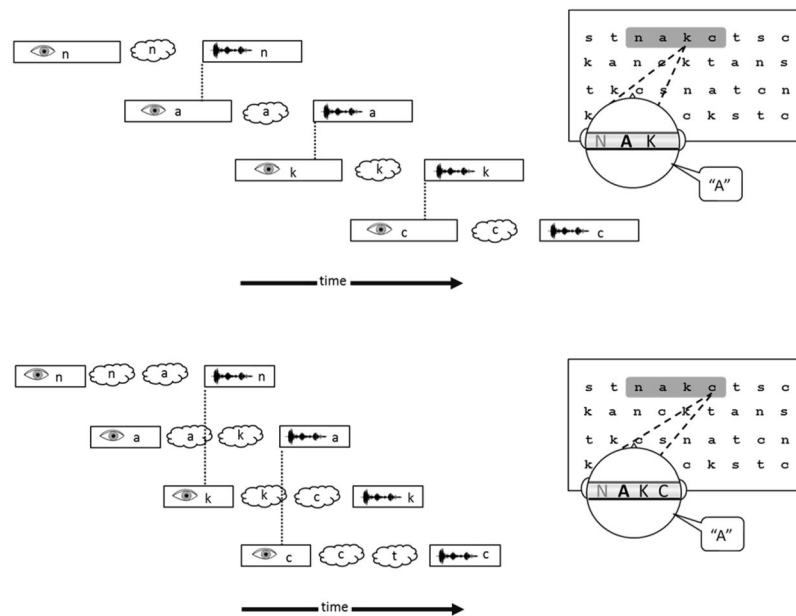 n n n
a a a
k k k
c c c
time
s t n a k c t s c
k a n c k t a n s
t k c s n a t c n
k c k s t c
N A K
"A"
n n a n
a a k a
k k c k
c c t c
time
s t n a k c t s c
k a n c k t a n s
t k c s n a t c n
k c k s t c
N A K C
"A"